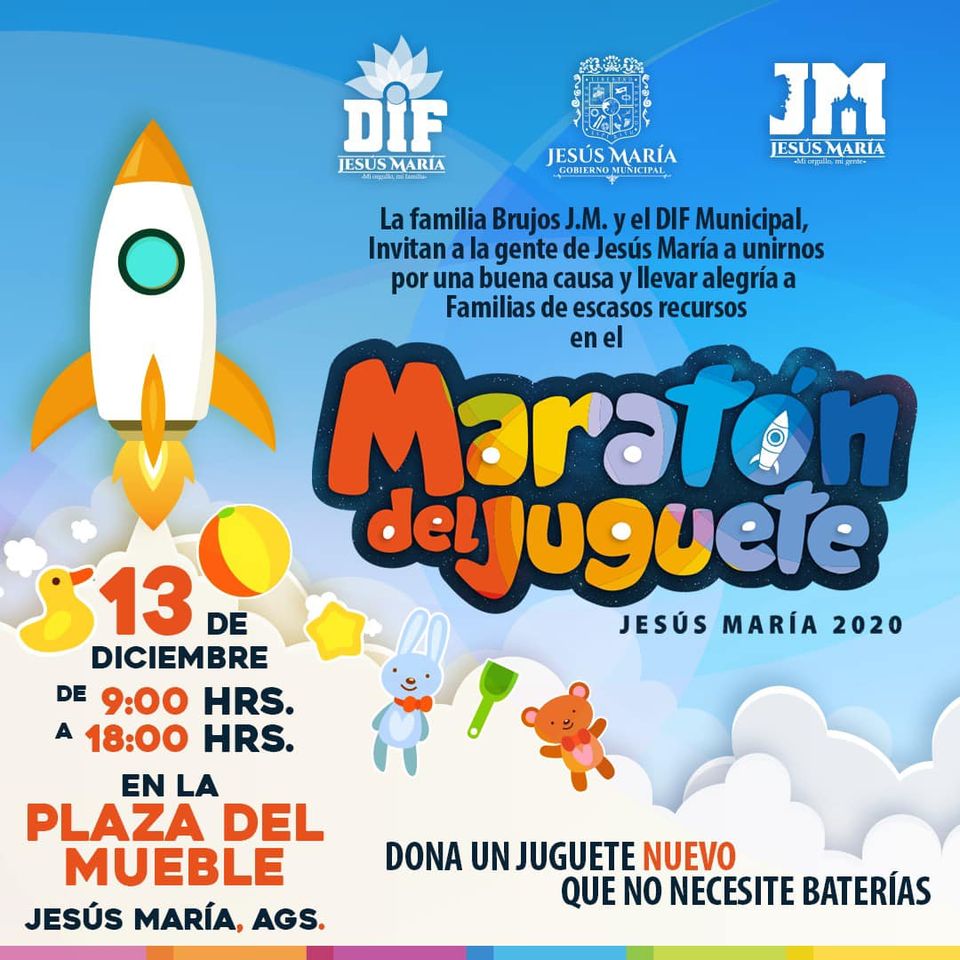 DIF
JESÚS MARÍA
•Mi orgullo, mi familia•
JESÚS MARÍA
GOBIERNO MUNICIPAL
JM
JESÚS MARÍA
•Mi orgullo, mi gente•
La familia Brujos J.M. y el DIF Municipal,
Invitan a la gente de Jesús María a unirnos
por una buena causa y llevar alegría a
Familias de escasos recursos
en el
Maratón
del Juguete
JESÚS MARÍA 2020
13 DE
DICIEMBRE
DE 9:00 HRS.
A 18:00 HRS.
EN LA
PLAZA DEL
MUEBLE
JESÚS MARÍA, AGS.
DONA UN JUGUETE NUEVO
QUE NO NECESITE BATERÍAS